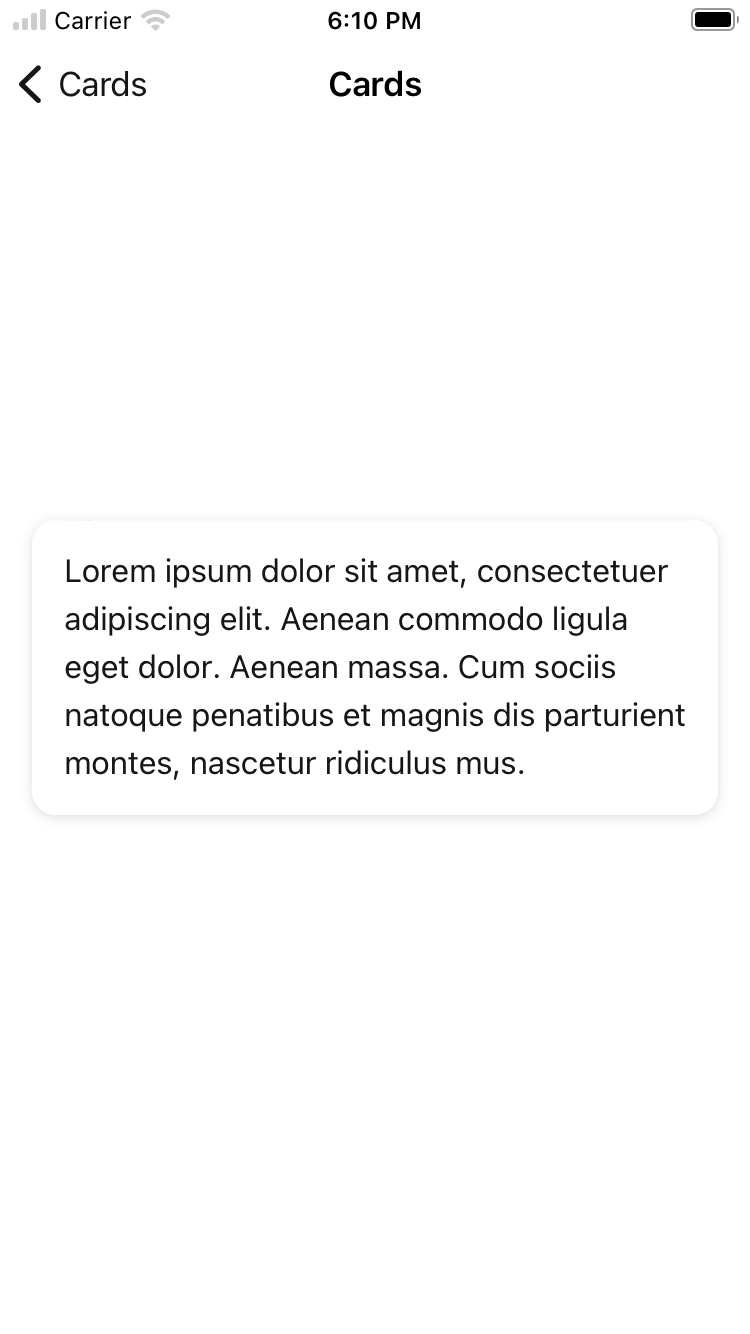 Carrier 6:10 PM
Cards Cards
Lorem ipsum dolor sit amet, consectetuer
adipiscing elit. Aenean commodo ligula
eget dolor. Aenean massa. Cum sociis
natoque penatibus et magnis dis parturient
montes, nascetur ridiculus mus.